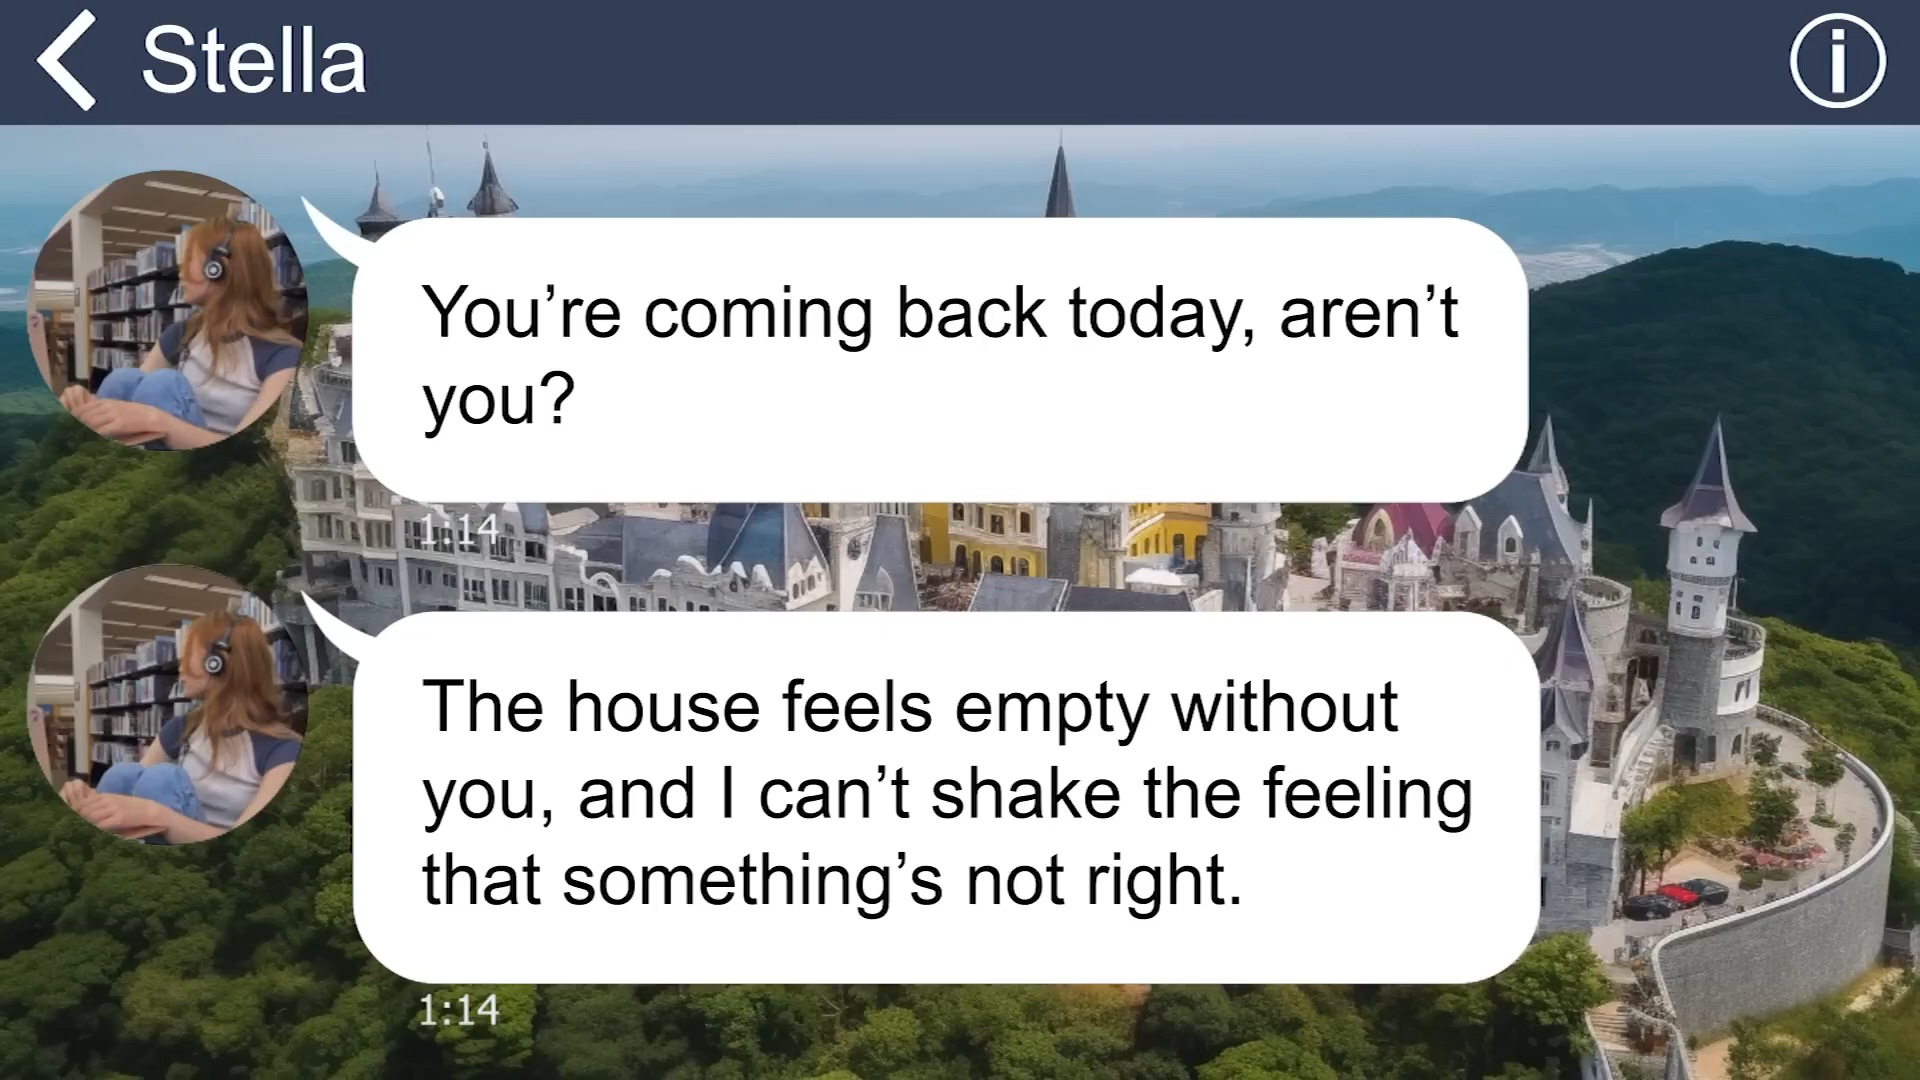 Stella
You’re coming back today, aren’t
you?
1:14
The house feels empty without
you, and I can’t shake the feeling
that something’s not right.
1:14